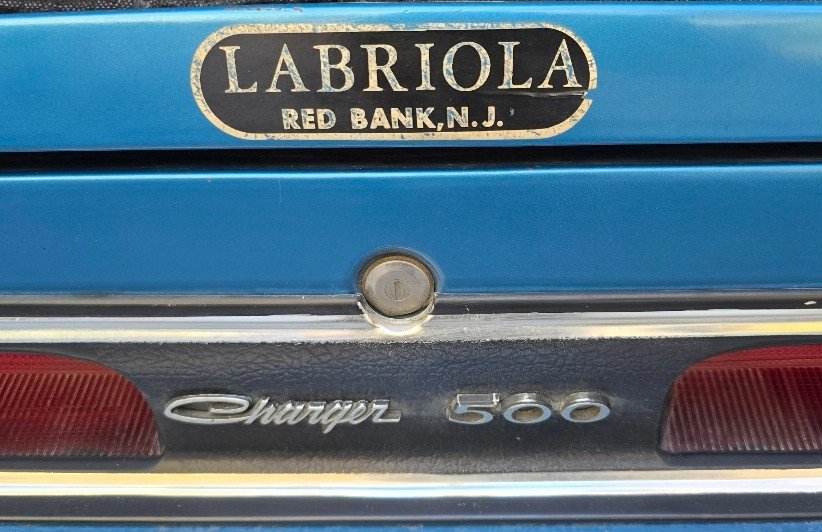 LABRIOLA
RED BANK, N.J.
Charger 500